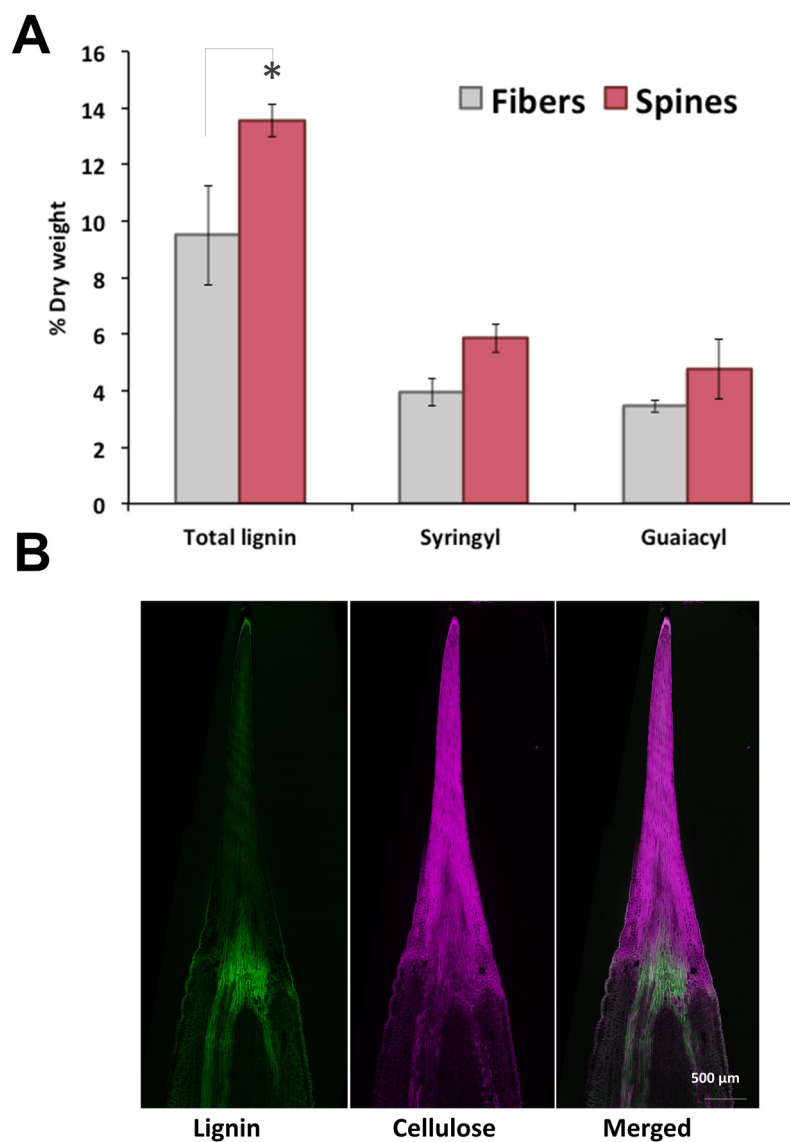 A
16
14
12
10
8
6
4
2
0
% Dry weight
*
Fibers
Spines
Total lignin
Syringyl
Guaiacyl
B
500 µm
Lignin
Cellulose
Merged